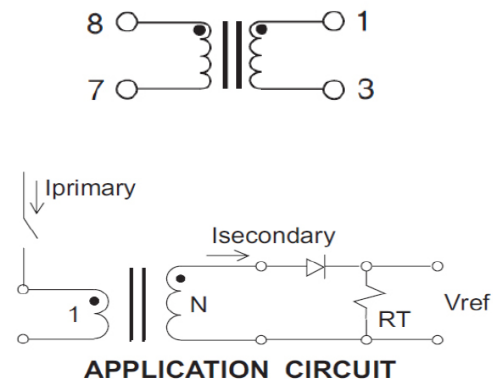 8 1
7 3
Iprimary
Isecondary
1 N RT Vref
APPLICATION CIRCUIT